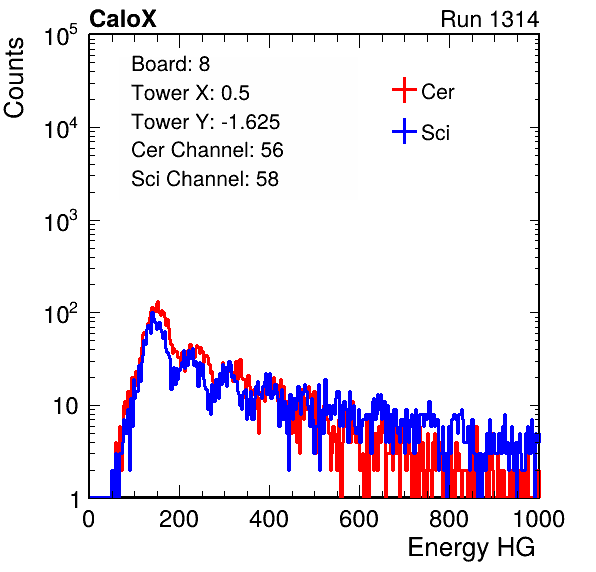 CaloX Run 1314
Counts
Board: 8
Tower X: 0.5
Tower Y: -1.625
Cer Channel: 56
Sci Channel: 58
Cer
Sci
10^5
10^4
10^3
10^2
10
1
0 200 400 600 800 1000
Energy HG